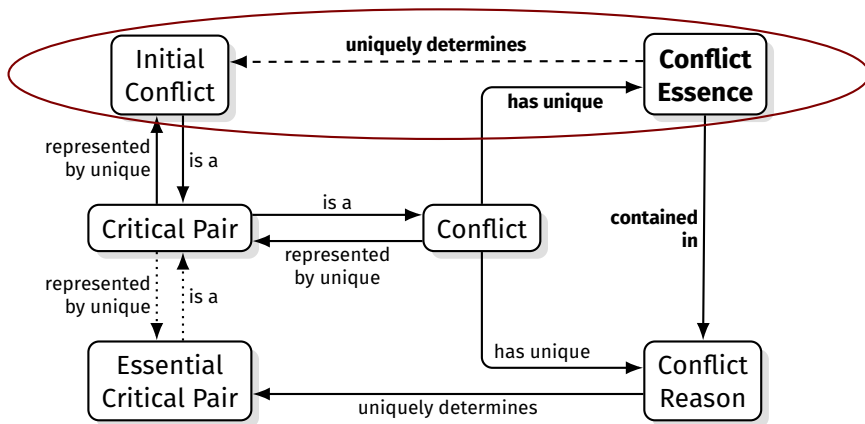 Initial
Conflict
uniquely determines
Conflict
Essence
has unique
represented
by unique
is a
Critical Pair
is a
represented
by unique
Conflict
contained
in
represented
by unique
is a
Essential
Critical Pair
has unique
uniquely determines
Conflict
Reason